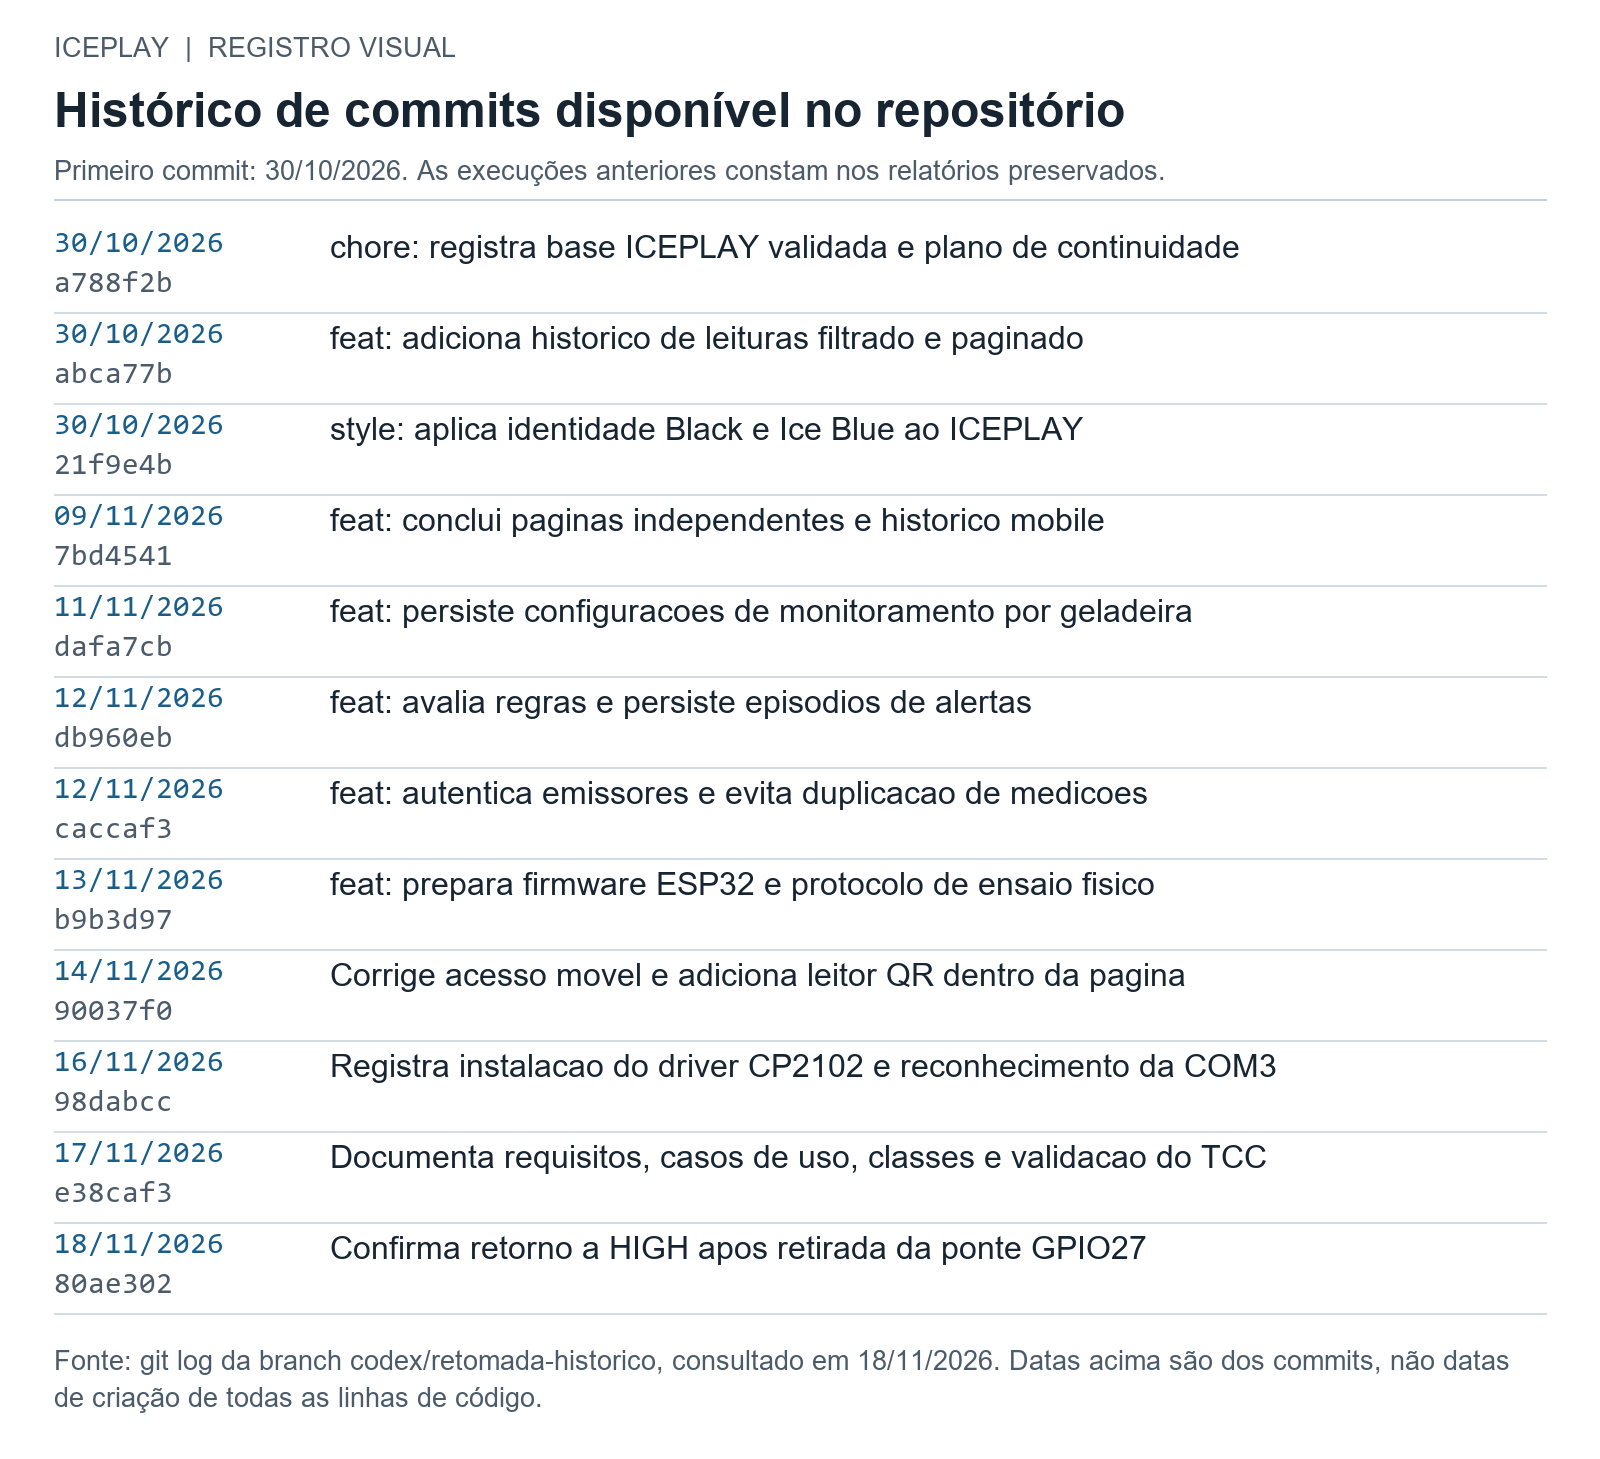 ICEPLAY | REGISTRO VISUAL
Histórico de commits disponível no repositório
Primeiro commit: 30/10/2026. As execuções anteriores constam nos relatórios preservados.
30/10/2026 chore: registra base ICEPLAY validada e plano de continuidade
a788f2b
30/10/2026 feat: adiciona historico de leituras filtrado e paginado
abca77b
30/10/2026 style: aplica identidade Black e Ice Blue ao ICEPLAY
21f9e4b
09/11/2026 feat: conclui paginas independentes e historico mobile
7bd4541
11/11/2026 feat: persiste configuracoes de monitoramento por geladeira
dafa7cb
12/11/2026 feat: avalia regras e persiste episodios de alertas
db960eb
12/11/2026 feat: autentica emissores e evita duplicacao de medicoes
caccaf3
13/11/2026 feat: prepara firmware ESP32 e protocolo de ensaio fisico
b9b3d97
14/11/2026 Corrige acesso movel e adiciona leitor QR dentro da pagina
90037f0
16/11/2026 Registra instalacao do driver CP2102 e reconhecimento da COM3
98dabcc
17/11/2026 Documenta requisitos, casos de uso, classes e validacao do TCC
e38caf3
18/11/2026 Confirma retorno a HIGH apos retirada da ponte GPIO27
80ae302
Fonte: git log da branch codex/retomada-historico, consultado em 18/11/2026. Datas acima são dos commits, não datas
de criação de todas as linhas de código.